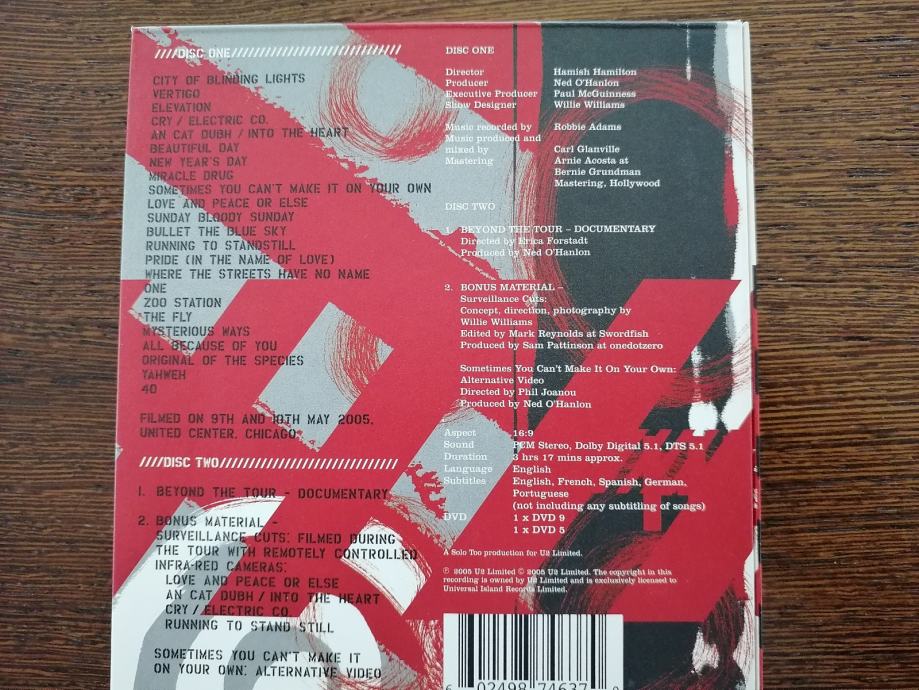 ////DISC ONE//////////////////////////
CITY OF BLINDING LIGHTS
VERTIGO
ELEVATION
CRY / ELECTRIC CO.
AN CAT DUBH / INTO THE HEART
BEAUTIFUL DAY
NEW YEAR'S DAY
MIRACLE DRUG
SOMETIMES YOU CAN'T MAKE IT ON YOUR OWN
LOVE AND PEACE OR ELSE
SUNDAY BLOODY SUNDAY
BULLET THE BLUE SKY
RUNNING TO STANDSTILL
PRIDE (IN THE NAME OF LOVE)
WHERE THE STREETS HAVE NO NAME
ONE
ZOO STATION
THE FLY
MYSTERIOUS WAYS
ALL BECAUSE OF YOU
ORIGINAL OF THE SPECIES
YAHWEH
40
FILMED ON 9TH AND 10TH MAY 2005,
UNITED CENTER, CHICAGO.
////DISC TWO///////////////////////////
1. BEYOND THE TOUR - DOCUMENTARY
2. BONUS MATERIAL -
SURVEILLANCE CUTS: FILMED DURING
THE TOUR WITH REMOTELY CONTROLLED
INFRA-RED CAMERAS:
LOVE AND PEACE OR ELSE
AN CAT DUBH / INTO THE HEART
CRY / ELECTRIC CO.
RUNNING TO STAND STILL
SOMETIMES YOU CAN'T MAKE IT
ON YOUR OWN: ALTERNATIVE VIDEO
DISC ONE
Director Hamish Hamilton
Producer Ned O'Hanlon
Executive Producer Paul McGuinness
Show Designer Willie Williams
Music recorded by Robbie Adams
Music produced and
mixed by Carl Glanville
Mastering Arnie Acosta at
Bernie Grundman
Mastering, Hollywood
DISC TWO
1. BEYOND THE TOUR – DOCUMENTARY
Directed by Erica Forstadt
Produced by Ned O'Hanlon
2. BONUS MATERIAL –
Surveillance Cuts:
Concept, direction, photography by
Willie Williams
Edited by Mark Reynolds at Swordfish
Produced by Sam Pattinson at onedotzero
Sometimes You Can't Make It On Your Own:
Alternative Video
Directed by Phil Joanou
Produced by Ned O'Hanlon
Aspect 16:9
Sound PCM Stereo, Dolby Digital 5.1, DTS 5.1
Duration 3 hrs 17 mins approx.
Language English
Subtitles English, French, Spanish, German,
Portuguese
(not including any subtitling of songs)
DVD 1 x DVD 9
1 x DVD 5
A Solo Too production for U2 Limited.
℗ 2005 U2 Limited © 2005 U2 Limited. The copyright in this
recording is owned by U2 Limited and is exclusively licensed to
Universal Island Records Limited.
6 02498 74637 0